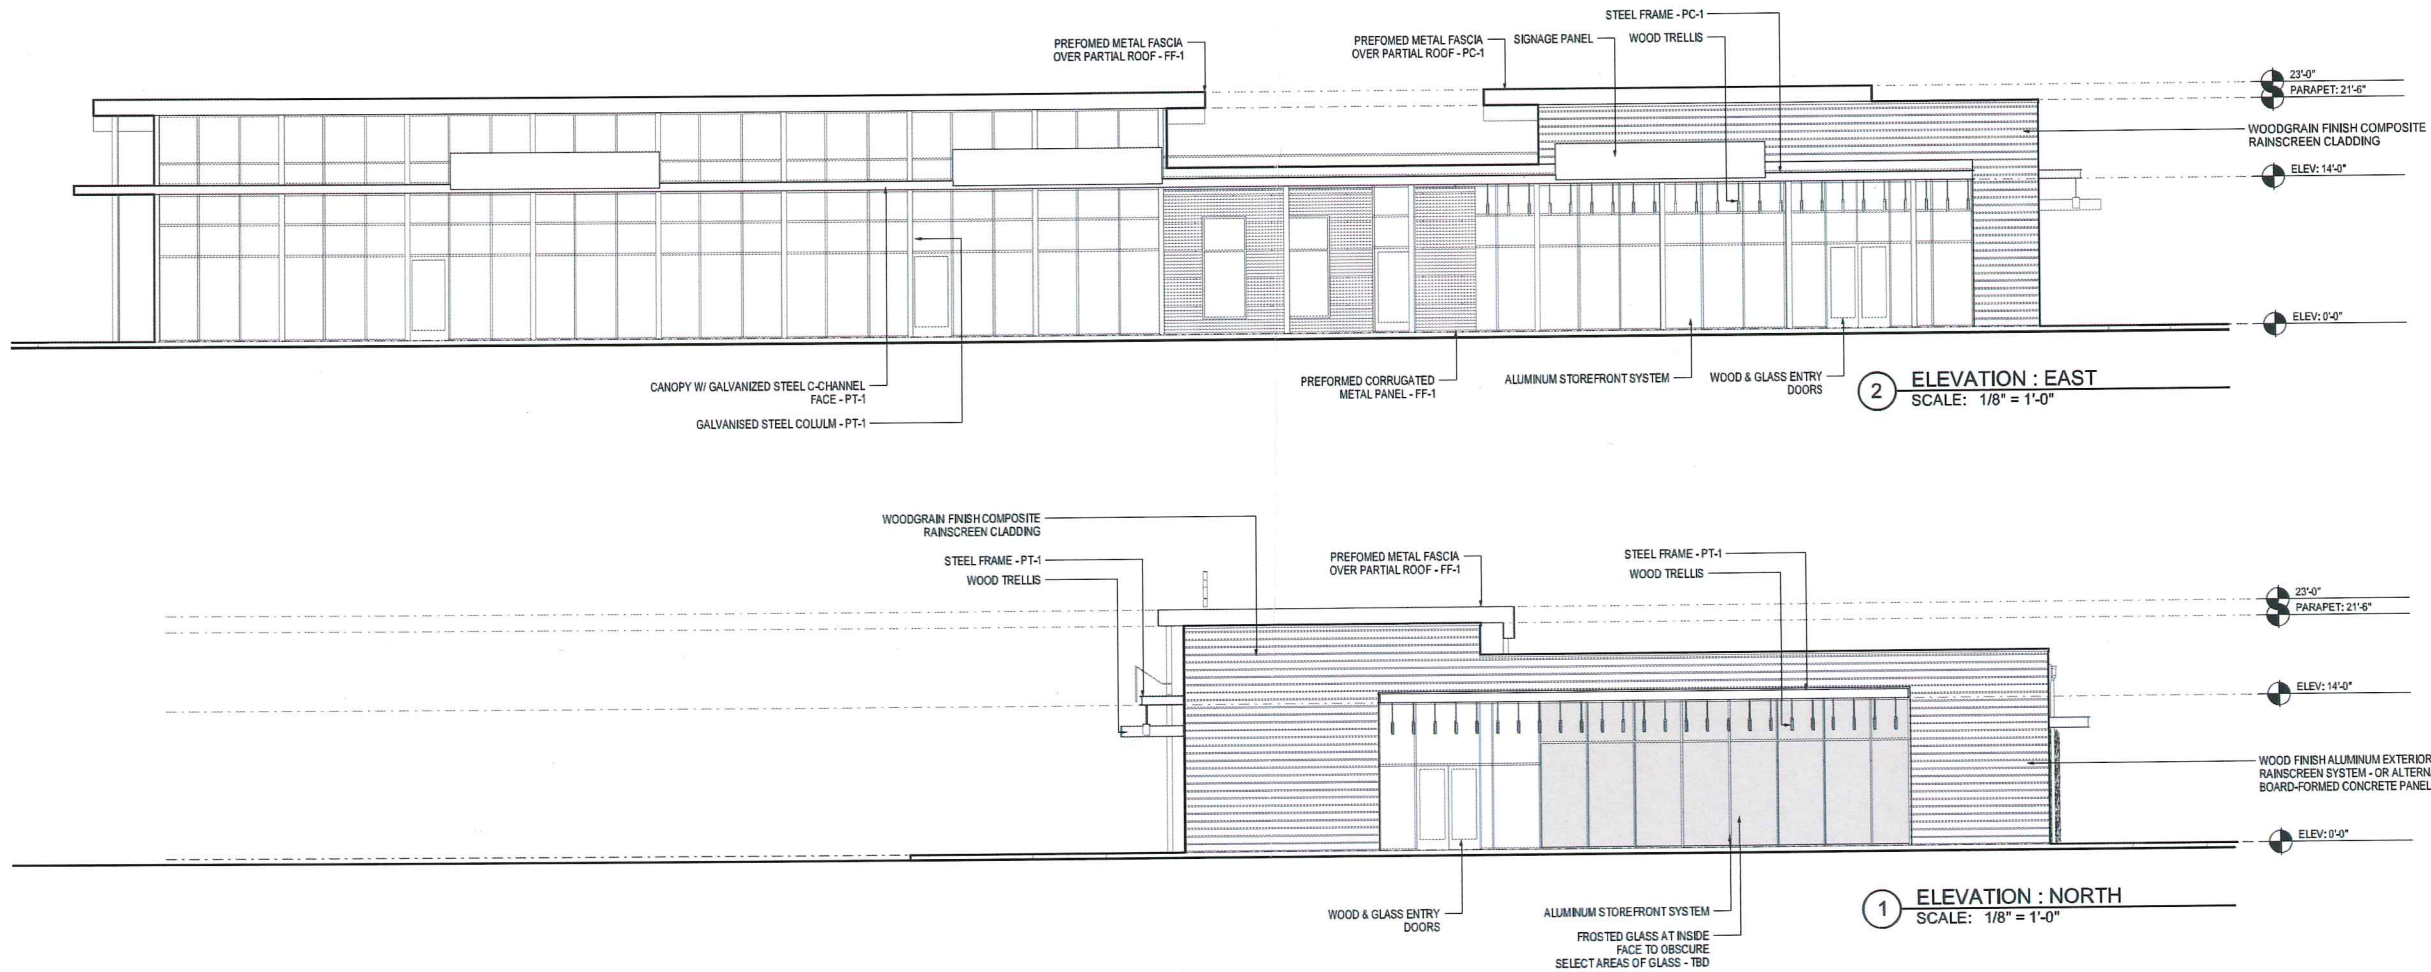 STEEL FRAME - PC-1
PREFOMED METAL FASCIA
OVER PARTIAL ROOF - FF-1
PREFOMED METAL FASCIA
OVER PARTIAL ROOF - PC-1
SIGNAGE PANEL
WOOD TRELLIS
23'-0"
PARAPET: 21'-6"
WOODGRAIN FINISH COMPOSITE
RAINSCREEN CLADDING
ELEV: 14'-0"
ELEV: 0'-0"
CANOPY W/ GALVANIZED STEEL C-CHANNEL
FACE - PT-1
GALVANISED STEEL COLULM - PT-1
PREFORMED CORRUGATED
METAL PANEL - FF-1
ALUMINUM STOREFRONT SYSTEM
WOOD & GLASS ENTRY
DOORS
2
ELEVATION : EAST
SCALE: 1/8" = 1'-0"
WOODGRAIN FINISH COMPOSITE
RAINSCREEN CLADDING
STEEL FRAME - PT-1
WOOD TRELLIS
PREFOMED METAL FASCIA
OVER PARTIAL ROOF - FF-1
STEEL FRAME - PT-1
WOOD TRELLIS
23'-0"
PARAPET: 21'-6"
ELEV: 14'-0"
WOOD FINISH ALUMINUM EXTERIOR
RAINSCREEN SYSTEM - OR ALTERN
BOARD-FORMED CONCRETE PANEL
ELEV: 0'-0"
WOOD & GLASS ENTRY
DOORS
ALUMINUM STOREFRONT SYSTEM
FROSTED GLASS AT INSIDE
FACE TO OBSCURE
SELECT AREAS OF GLASS - TBD
1
ELEVATION : NORTH
SCALE: 1/8" = 1'-0"